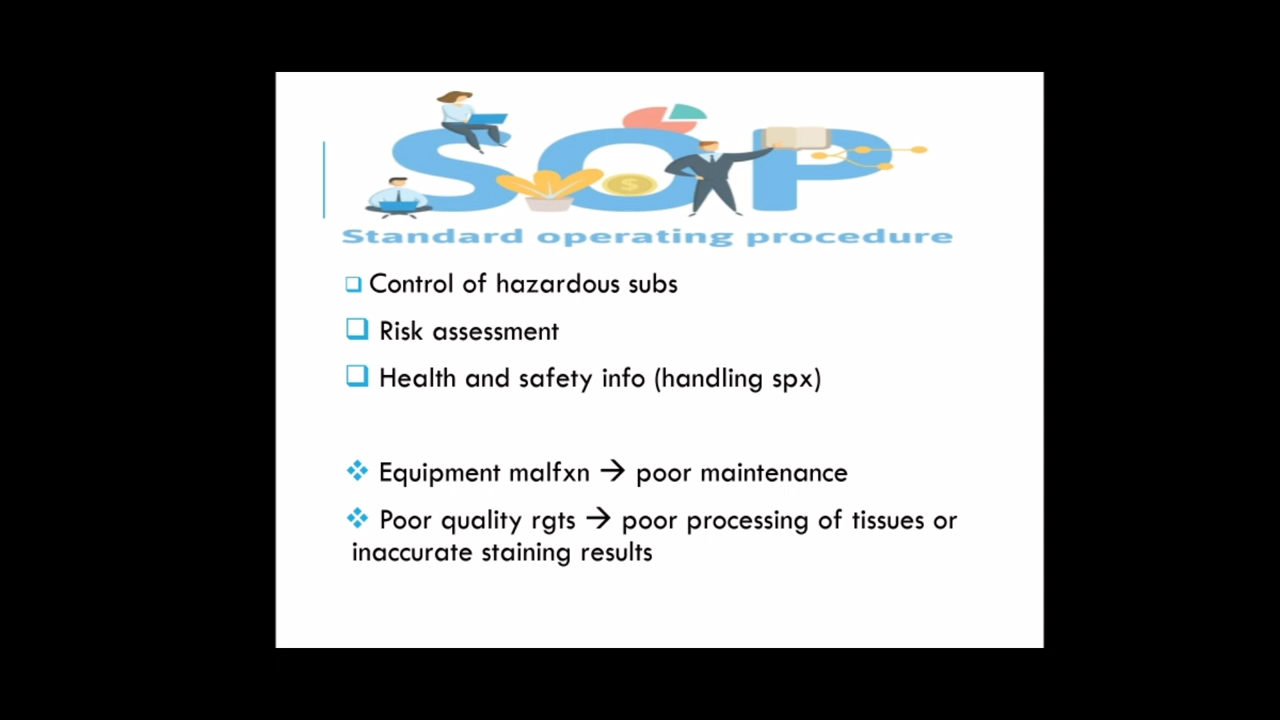 SOP
Standard operating procedure
Control of hazardous subs
Risk assessment
Health and safety info (handling spx)
Equipment malfxn → poor maintenance
Poor quality rgts → poor processing of tissues or
inaccurate staining results